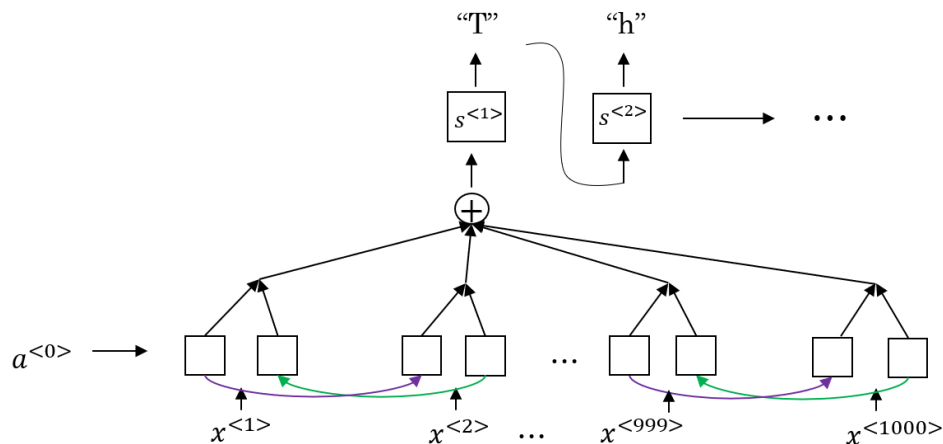 “T” “h”
s^{<1>} s^{<2>} ...
+
a^{<0>} ...
x^{<1>} x^{<2>} ... x^{<999>} x^{<1000>}